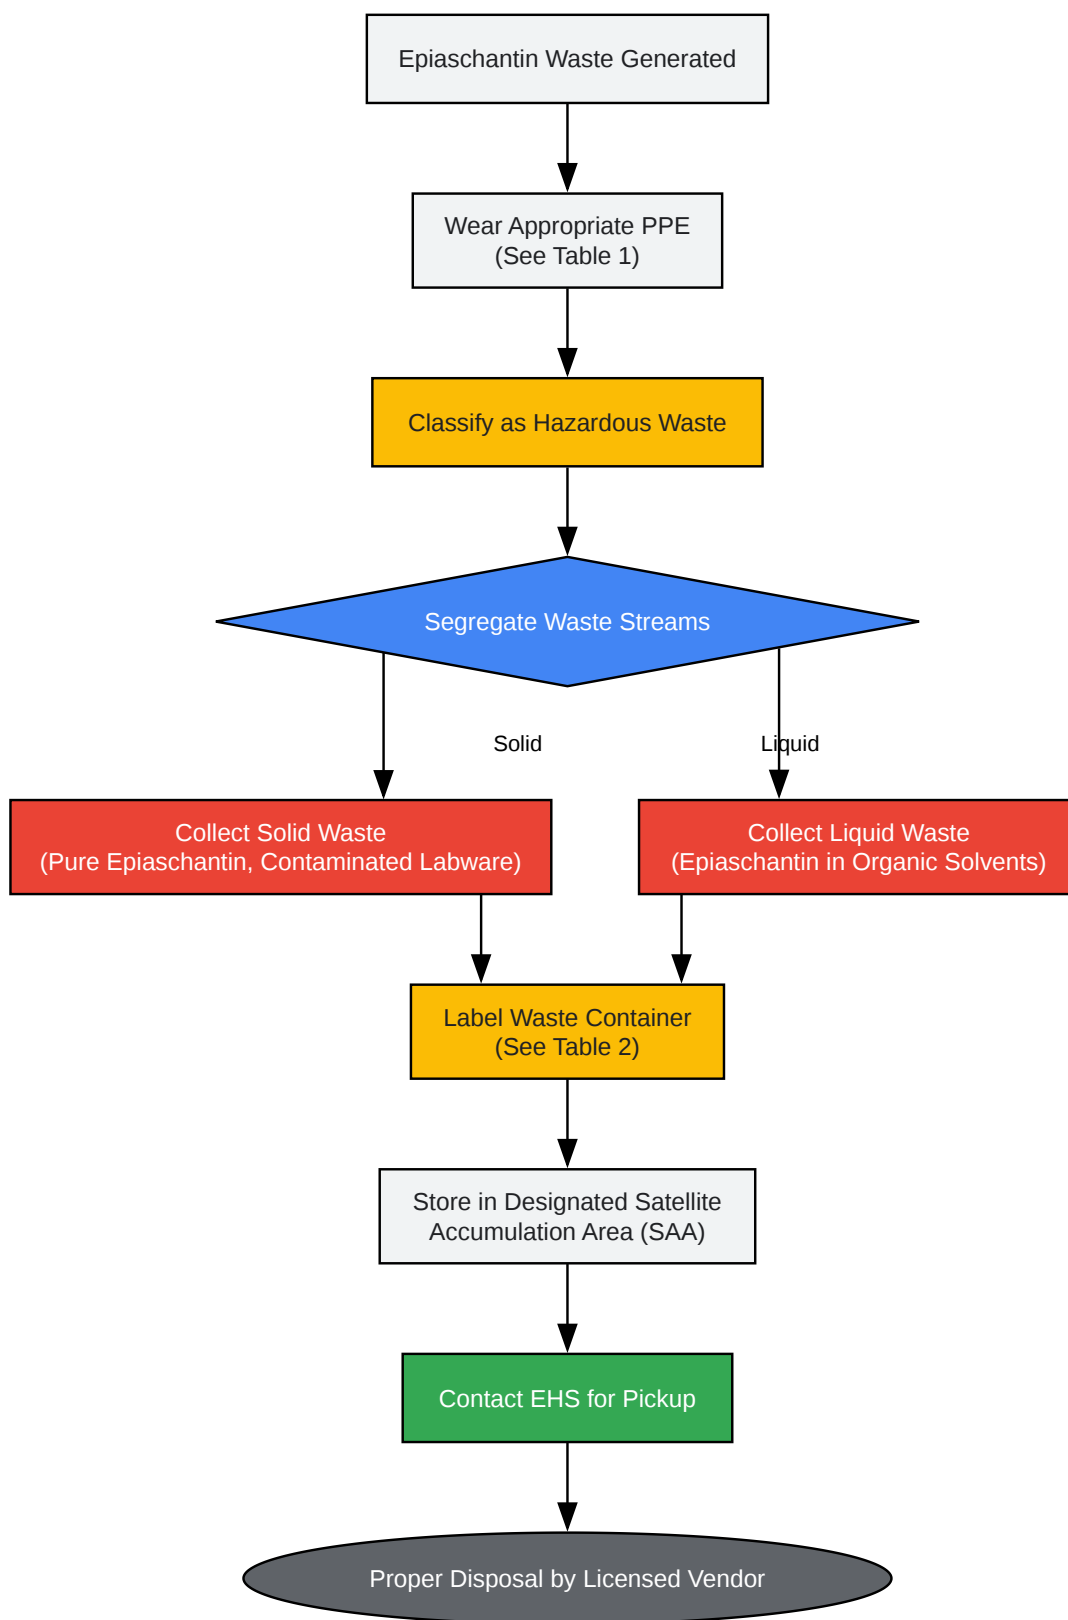 Epiaschantin Waste Generated
Wear Appropriate PPE
(See Table 1)
Classify as Hazardous Waste
Segregate Waste Streams
Solid
Liquid
Collect Solid Waste
(Pure Epiaschantin, Contaminated Labware)
Collect Liquid Waste
(Epiaschantin in Organic Solvents)
Label Waste Container
(See Table 2)
Store in Designated Satellite
Accumulation Area (SAA)
Contact EHS for Pickup
Proper Disposal by Licensed Vendor